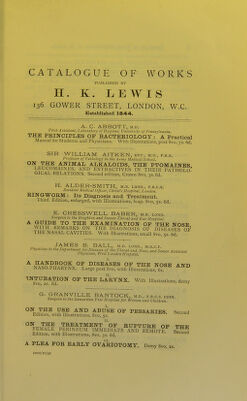 CATALOGUE OF WORKS
PUBLISHED BY
H. K. LEWIS
136 GOWER STREET, LONDON, W.C.
Established 1844.
A. C. ABBOTT, M.D.
First Assistant, Laboratory of Hygiene, University of Pennsylvania.
THE PRINCIPLES OF BACTERIOLOGY: A Practical
Manual for Students and Physicians. With Illustrations, post 8vo, 7s. 6d.
SIR WILLIAM AITKEN, KNT., M.D., F.R.S.
Professor of Pathology in the Army Medical School.
ON THE ANIMAL ALKALOIDS, THE PTOMAINES,
LEUCOMAINES, AND EXTRACTIVES IN THEIR PATHOLO-
GICAL RELATIONS. Second edition, Crown 8vo, 3s. 6d.
H. ALDER-SMITH, M.B. LOND., F.R.C.S.
Resident Medical Officer, Christ's Hospital, London.
RINGWORM: Its Diagnosis and Treatment.
Third Edition, enlarged, with Illustrations, fcap. 8vo, 5s. 6d.
E. CRESSWELL BABER, M.B. LOND.
Surgeon to the Brighton and Sussex Throat and Ear Hospital.
A GUIDE TO THE EXAMINATION OF THE NOSE,
WITH REMARKS ON THE DIAGNOSIS OF DISEASES OF
THE NASAL CAVITIES. With Illustrations, small 8vo, 5s. 6d.
JAMES B. BALL, M.D. LOND., M.R.C.P.
Physician to the Department for Diseases of the Throat and Nose, and Senior Assistant
Physician, West London Hospital.
A HANDBOOK OF DISEASES OF THE NOSE AND
NASO-PHARYNX. Large post 8vo, with Illustrations, 6s.
INTUBATION OF THE LARYNX. With Illustrations, demy
8vo, 2s. 6d.
G. GRANVILLE BANTOCK, M.D., F.R.C.S. EDIN.
Surgeon to the Samaritan Free Hospital for Women and Children.
ON THE USE AND ABUSE OF PESSARIES. Second
Edition, with Illustrations, 8vo, 5s.
ON THE TREATMENT OF RUPTURE OF THE
FEMALE PERINEUM IMMEDIATE AND REMOTE. Second
Edition, with Illustrations, 8vo, 3s. 6d.
A PLEA FOR EARLY OVARIOTOMY. Demy 8vo, 2s.